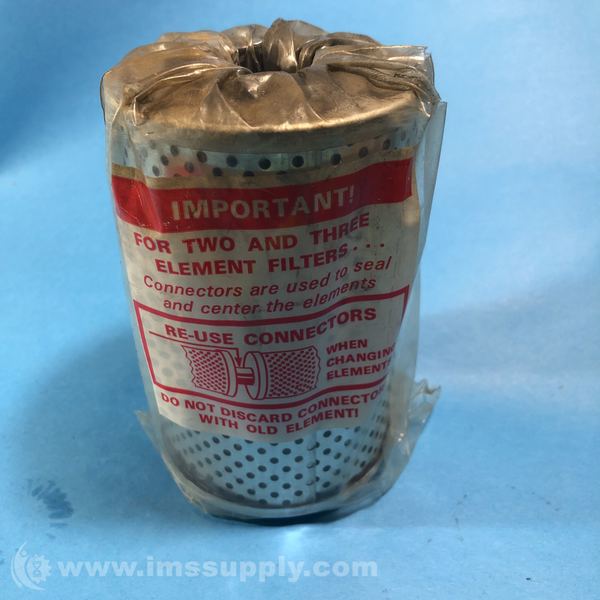 IMPORTANT!
FOR TWO AND THREE
ELEMENT FILTERS...
Connectors are used to seal
and center the elements
RE-USE CONNECTORS
WHEN
CHANGING
ELEMENTS
DO NOT DISCARD CONNECTOR
WITH OLD ELEMENT!
www.imssupply.com